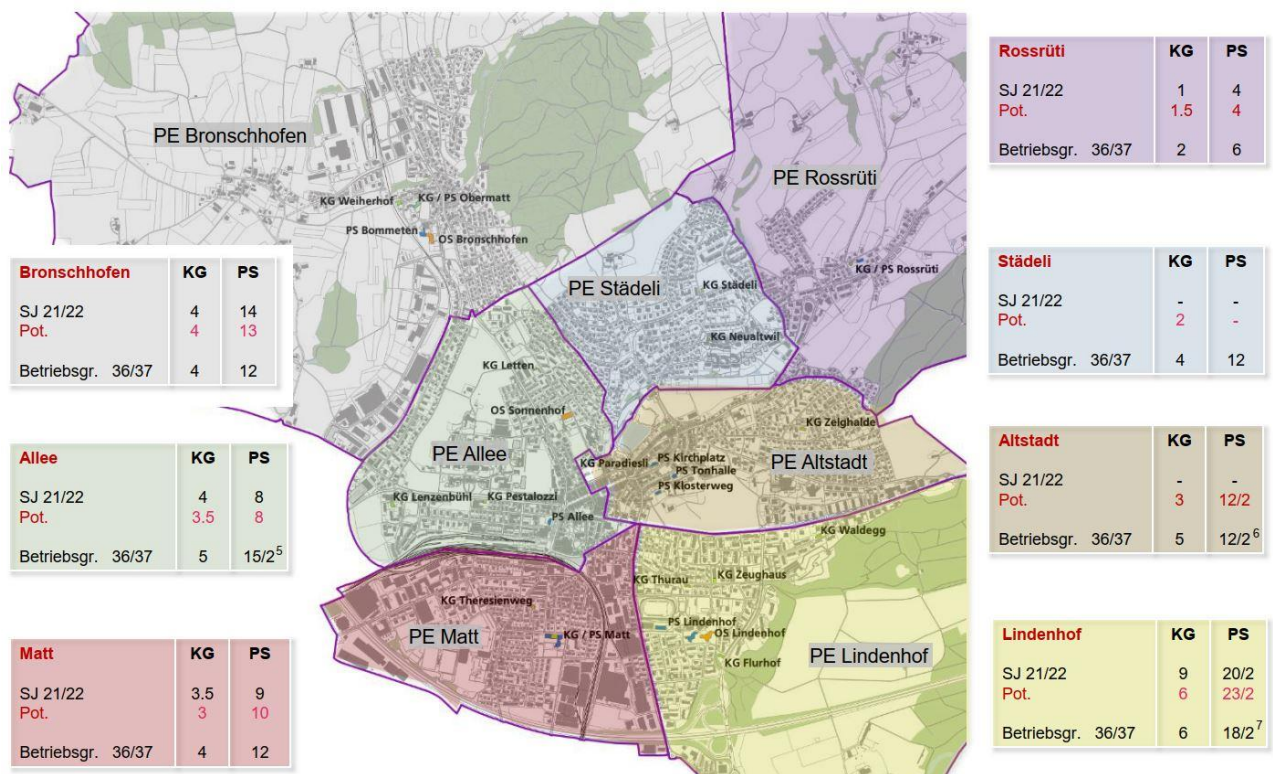 PE Bronschhofen
KG Weiherhof
KG / PS Obermatt
PS Bommeten
OS Bronschhofen
PE Rossrüti
KG / PS Rossrüti
PE Städeli
KG Städeli
KG Neualtwil
PE Allee
KG Letten
OS Sonnenhof
KG Lenzenbühl
KG Pestalozzi
PS Allee
PE Altstadt
KG Zelghalde
KG Paradiesli
PS Kirchplatz
PS Tonhalle
PS Klosterweg
PE Matt
KG Theresienweg
KG / PS Matt
PE Lindenhof
KG Waldegg
KG Thurau
KG Zeughaus
PS Lindenhof
OS Lindenhof
KG Flurhof
Bronschhofen KG PS
SJ 21/22 4 14
Pot. 4 13
Betriebsgr. 36/37 4 12
Allee KG PS
SJ 21/22 4 8
Pot. 3.5 8
Betriebsgr. 36/37 5 15/2⁵
Matt KG PS
SJ 21/22 3.5 9
Pot. 3 10
Betriebsgr. 36/37 4 12
Rossrüti KG PS
SJ 21/22 1 4
Pot. 1.5 4
Betriebsgr. 36/37 2 6
Städeli KG PS
SJ 21/22 - -
Pot. 2 -
Betriebsgr. 36/37 4 12
Altstadt KG PS
SJ 21/22 - -
Pot. 3 12/2
Betriebsgr. 36/37 5 12/2⁶
Lindenhof KG PS
SJ 21/22 9 20/2
Pot. 6 23/2
Betriebsgr. 36/37 6 18/2⁷